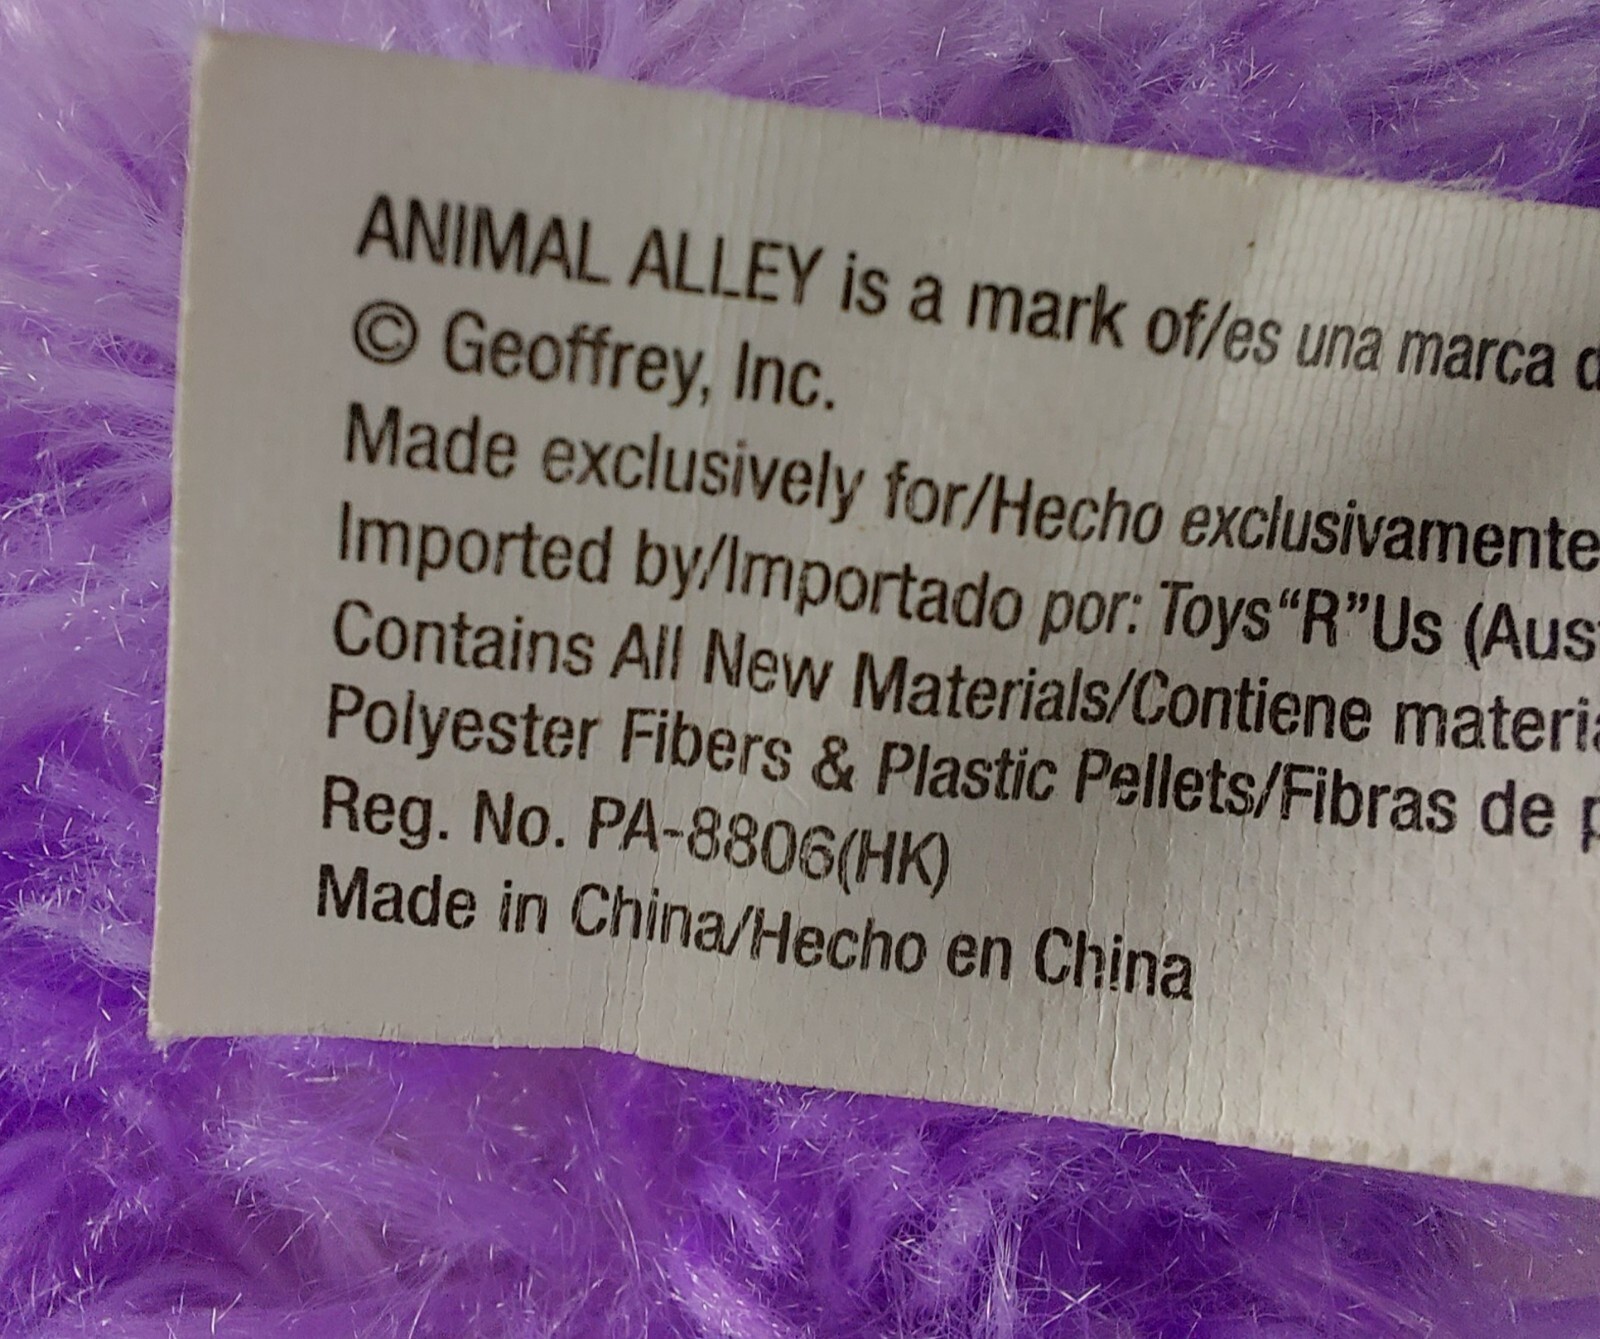 ANIMAL ALLEY is a mark of/es una marca d
© Geoffrey, Inc.
Made exclusively for/Hecho exclusivamente
Imported by/Importado por: Toys“R”Us (Aus
Contains All New Materials/Contiene materia
Polyester Fibers & Plastic Pellets/Fibras de p
Reg. No. PA-8806(HK)
Made in China/Hecho en China